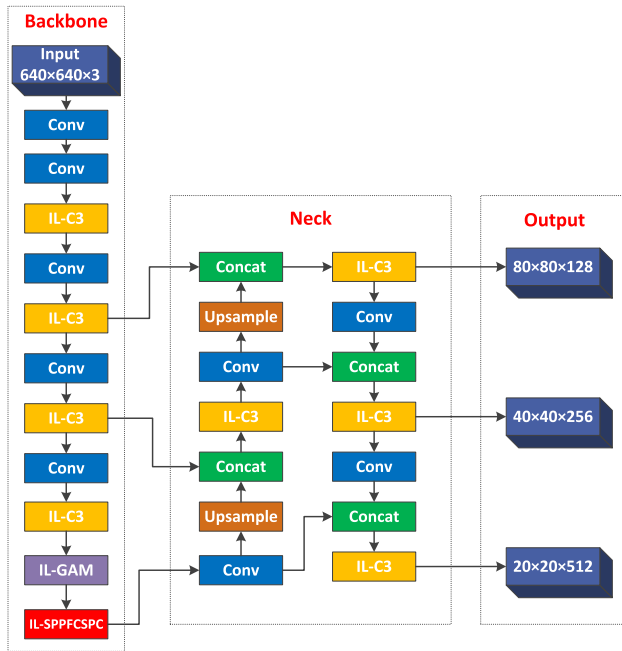 Backbone
Input
640×640×3
Conv
Conv
IL-C3
Conv
IL-C3
Conv
IL-C3
Conv
IL-C3
IL-GAM
IL-SPPFCSPC
Neck
Concat
Upsample
Conv
IL-C3
Concat
Upsample
Conv
IL-C3
Conv
Concat
IL-C3
Conv
Concat
IL-C3
Output
80×80×128
40×40×256
20×20×512